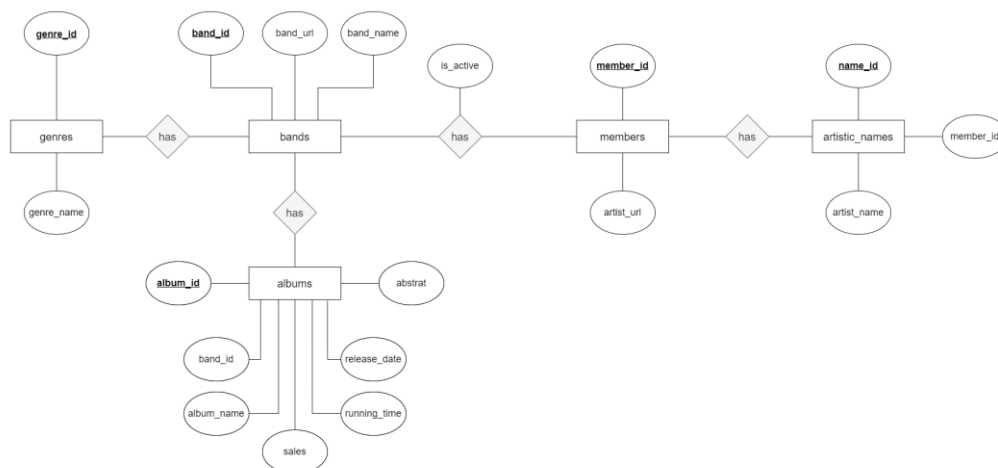 genre_id
band_id
band_url
band_name
is_active
member_id
name_id
genres
has
bands
has
members
has
artistic_names
member_id
genre_name
has
artist_url
artist_name
album_id
albums
abstrat
band_id
release_date
album_name
running_time
sales